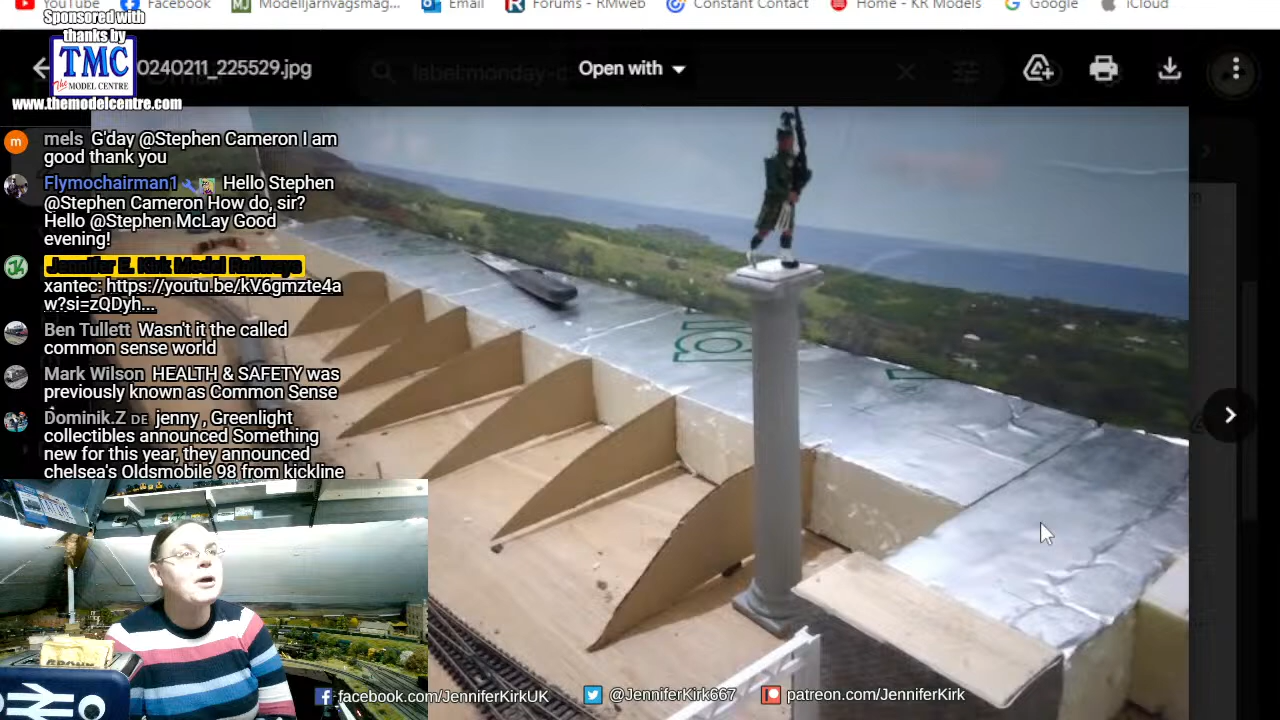 YouTube
Facebook
Modelljärnvägsmag...
Email
Forums - RMweb
Constant Contact
Home - KR Models
Google
iCloud
Sponsored with
thanks by
TMC
The MODEL CENTRE
www.themodelcentre.com
0240211_225529.jpg
label:monday-d
Open with
mels G'day @Stephen Cameron I am
good thank you
Flymochairman1 Hello Stephen
@Stephen Cameron How do, sir?
Hello @Stephen McLay Good
evening!
Jennifer E. Kirk Model Railways
xantec: https://youtu.be/kV6gmzte4a
w?si=zQDyh...
Ben Tullett Wasn't it the called
common sense world
Mark Wilson HEALTH & SAFETY was
previously known as Common Sense
Dominik.Z DE jenny , Greenlight
collectibles announced Something
new for this year, they announced
chelsea's Oldsmobile 98 from kickline
facebook.com/JenniferKirkUK
@JenniferKirk667
patreon.com/JenniferKirk